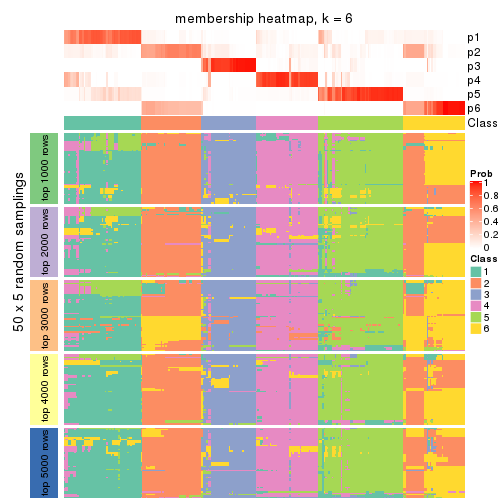 membership heatmap, k = 6
p1
p2
p3
p4
p5
p6
Class
50 x 5 random samplings
top 1000 rows
top 2000 rows
top 3000 rows
top 4000 rows
top 5000 rows
Prob
1
0.8
0.6
0.4
0.2
0
Class
1
2
3
4
5
6